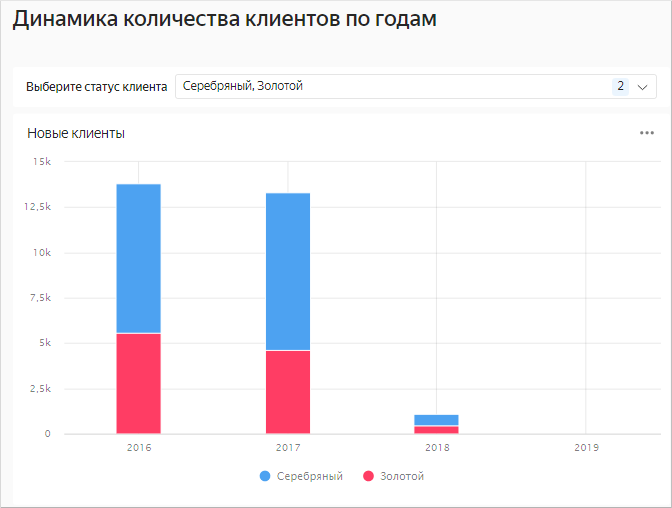 Динамика количества клиентов по годам
Выберите статус клиента
Серебряный, Золотой
2
Новые клиенты
15k
12,5k
10k
7,5k
5k
2,5k
0
2016 2017 2018 2019
Серебряный Золотой